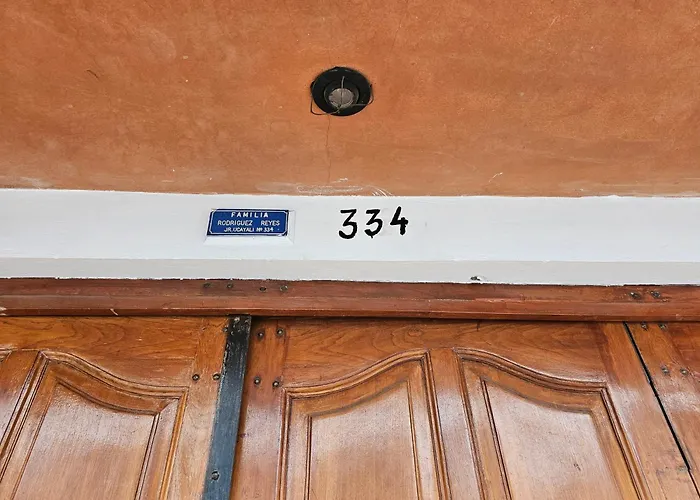 FAMILIA
RODRIGUEZ REYES
JR. UCAYALI Nº 334
334